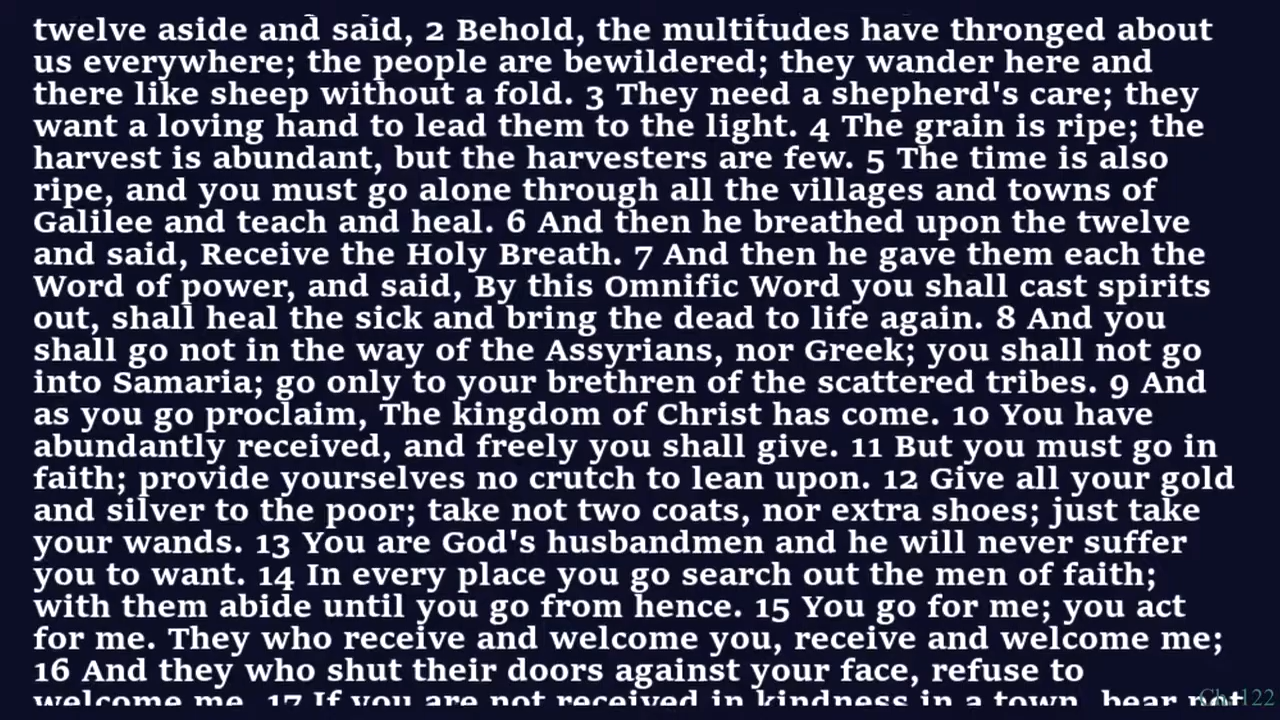 twelve aside and said, 2 Behold, the multitudes have thronged about
us everywhere; the people are bewildered; they wander here and
there like sheep without a fold. 3 They need a shepherd's care; they
want a loving hand to lead them to the light. 4 The grain is ripe; the
harvest is abundant, but the harvesters are few. 5 The time is also
ripe, and you must go alone through all the villages and towns of
Galilee and teach and heal. 6 And then he breathed upon the twelve
and said, Receive the Holy Breath. 7 And then he gave them each the
Word of power, and said, By this Omnific Word you shall cast spirits
out, shall heal the sick and bring the dead to life again. 8 And you
shall go not in the way of the Assyrians, nor Greek; you shall not go
into Samaria; go only to your brethren of the scattered tribes. 9 And
as you go proclaim, The kingdom of Christ has come. 10 You have
abundantly received, and freely you shall give. 11 But you must go in
faith; provide yourselves no crutch to lean upon. 12 Give all your gold
and silver to the poor; take not two coats, nor extra shoes; just take
your wands. 13 You are God's husbandmen and he will never suffer
you to want. 14 In every place you go search out the men of faith;
with them abide until you go from hence. 15 You go for me; you act
for me. They who receive and welcome you, receive and welcome me;
16 And they who shut their doors against your face, refuse to
welcome me. 17 If you are not received in kindness in a town, bear not
Ch. 122